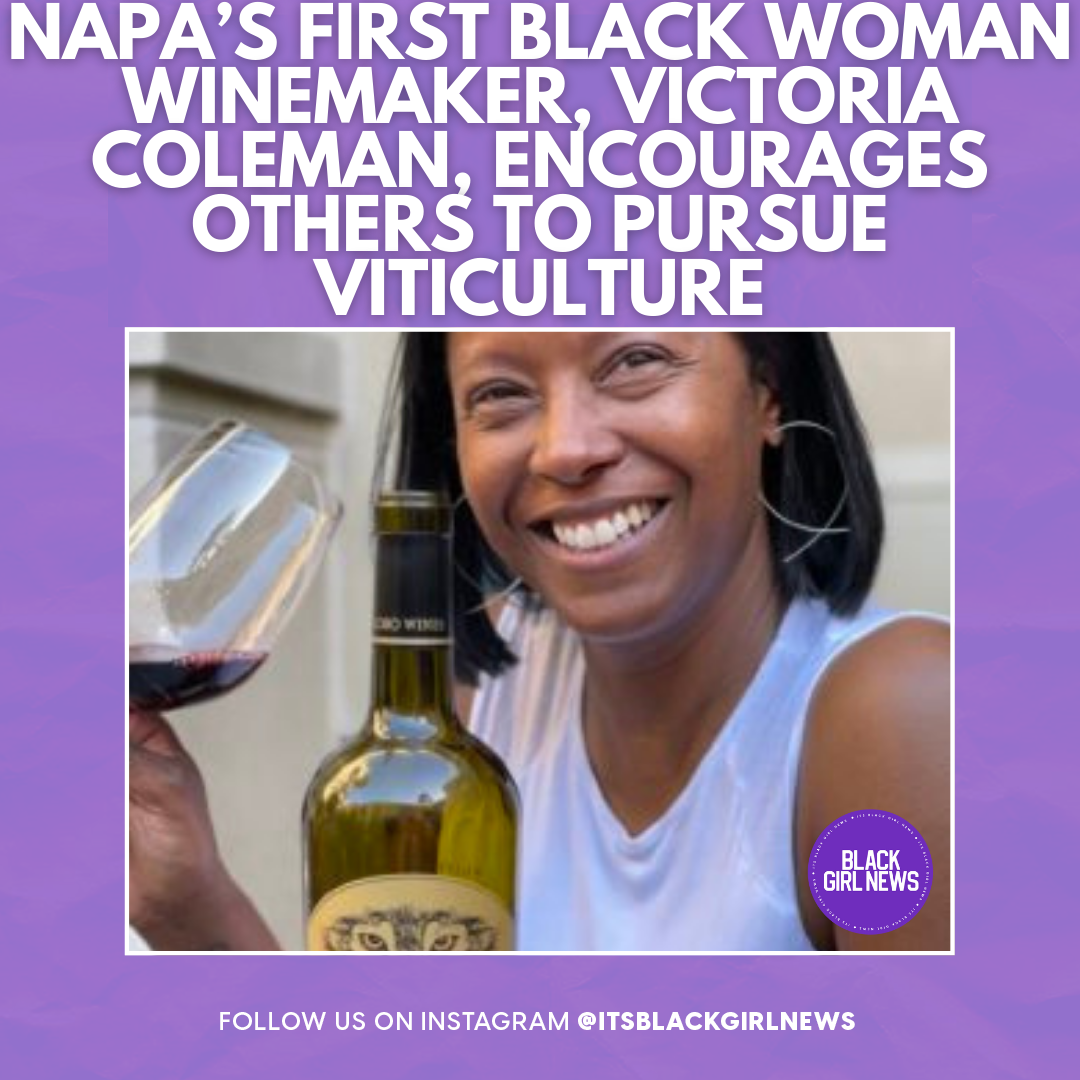 NAPA’S FIRST BLACK WOMAN
WINEMAKER, VICTORIA
COLEMAN, ENCOURAGES
OTHERS TO PURSUE
VITICULTURE
BLACK
GIRL NEWS
FOLLOW US ON INSTAGRAM @ITSBLACKGIRLNEWS